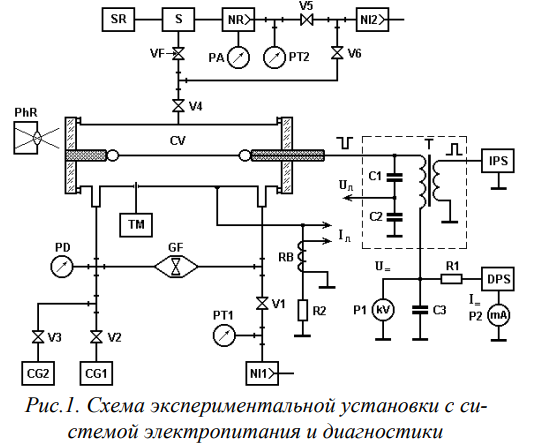 SR S NR V5 NI2
VF PA PT2 V6
PhR V4
CV T IPS
C1
Uл
C2
TM Iл
PD GF RB U= R1 DPS
V1 I=
R2 P1 kV C3 P2 mA
PT1
V3 V2
CG2 CG1 NI1
Рис.1. Схема экспериментальной установки с си-
стемой электропитания и диагностики